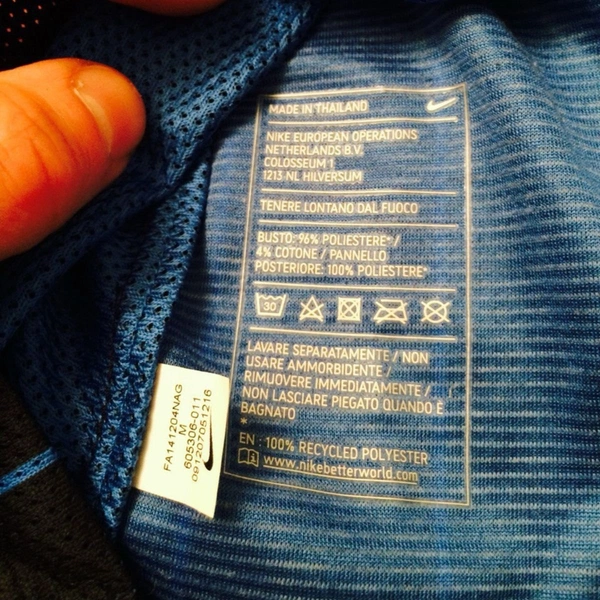 MADE IN THAILAND
NIKE EUROPEAN OPERATIONS
NETHERLANDS B.V.
COLOSSEUM 1
1213 NL HILVERSUM
TENERE LONTANO DAL FUOCO
BUSTO: 96% POLIESTERE*/
4% COTONE / PANNELLO
POSTERIORE: 100% POLIESTERE*
30
LAVARE SEPARATAMENTE / NON
USARE AMMORBIDENTE /
RIMUOVERE IMMEDIATAMENTE /
NON LASCIARE PIEGATO QUANDO È
BAGNATO
*
EN : 100% RECYCLED POLYESTER
www.nikebetterworld.com
FA141204NAG
M
605306-011
091207051216